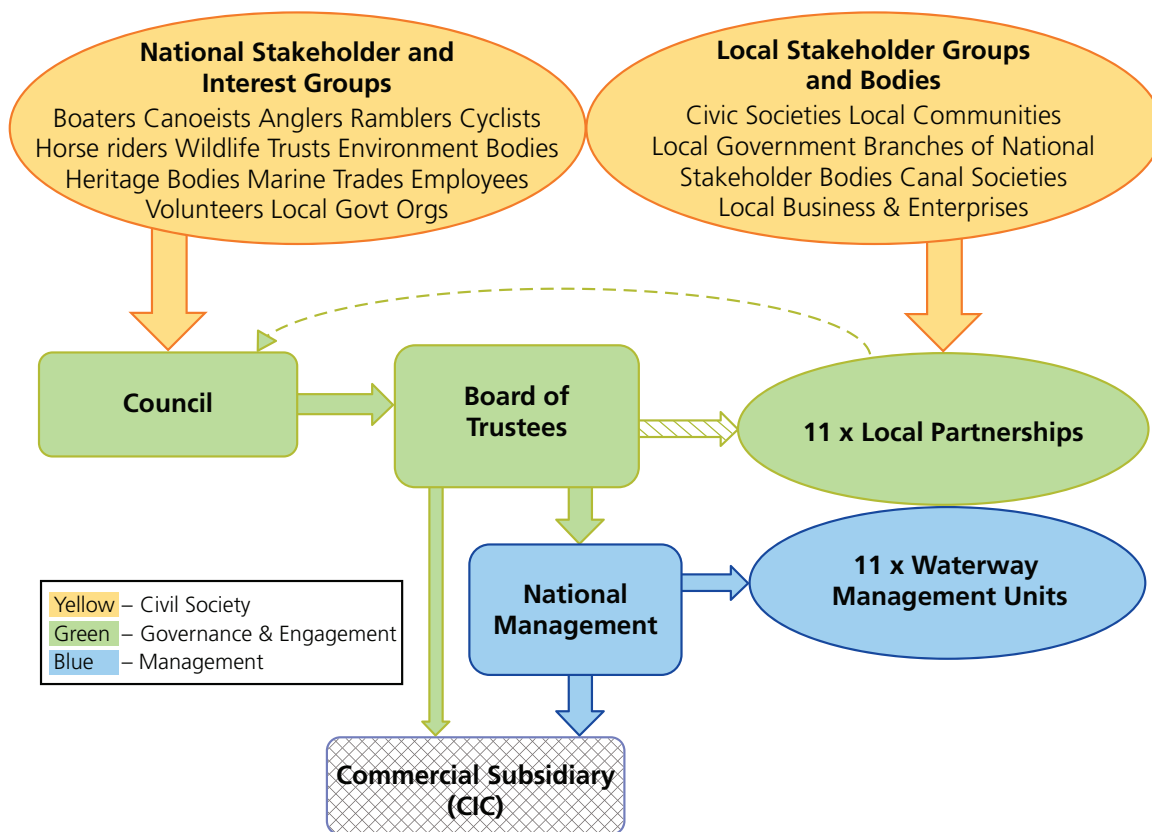 National Stakeholder and
Interest Groups
Boaters Canoeists Anglers Ramblers Cyclists
Horse riders Wildlife Trusts Environment Bodies
Heritage Bodies Marine Trades Employees
Volunteers Local Govt Orgs
Local Stakeholder Groups
and Bodies
Civic Societies Local Communities
Local Government Branches of National
Stakeholder Bodies Canal Societies
Local Business & Enterprises
Council
Board of
Trustees
11 x Local Partnerships
National
Management
11 x Waterway
Management Units
Yellow – Civil Society
Green – Governance & Engagement
Blue – Management
Commercial Subsidiary
(CIC)